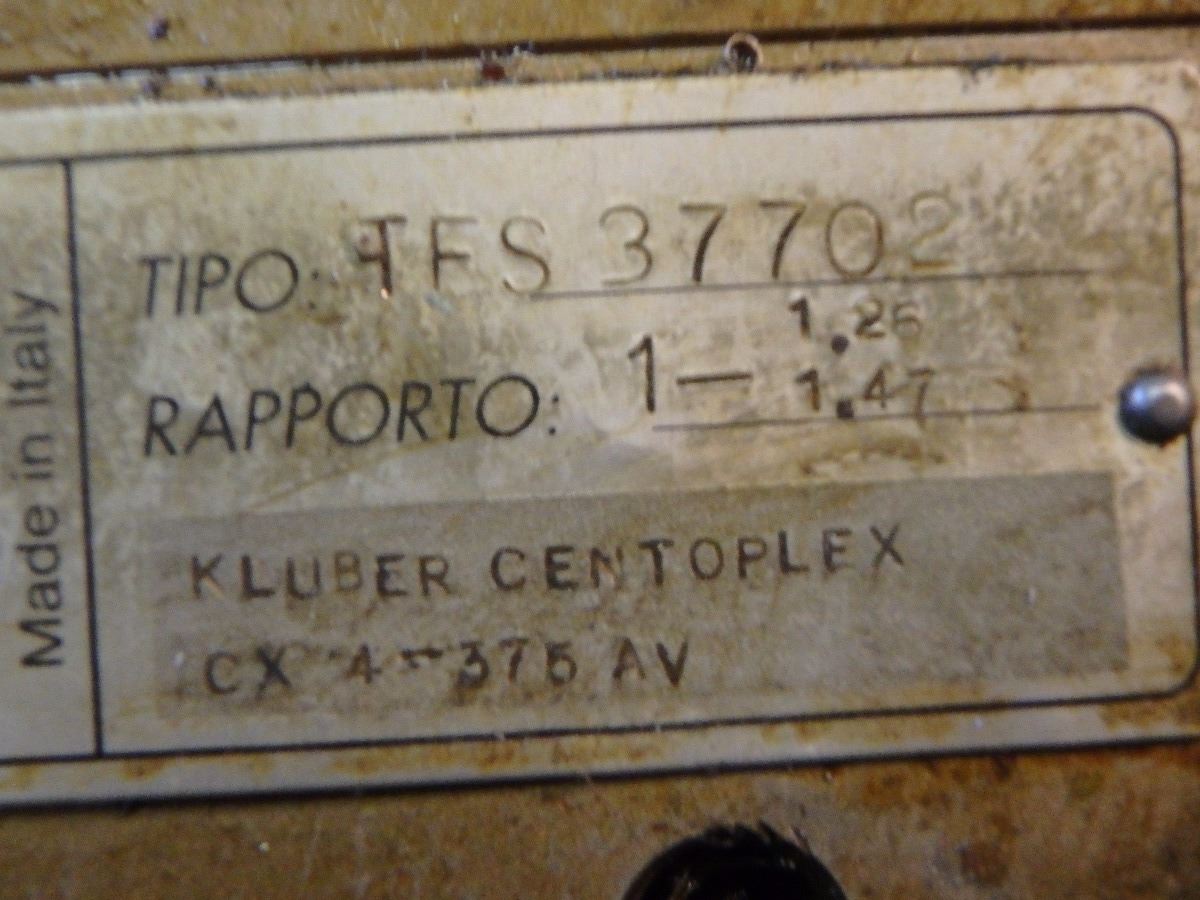 Made in Italy
TIPO: TFS 37702
1.26
RAPPORTO: 1- 1.47
KLUBER CENTOPLEX
CX 4-375 AV